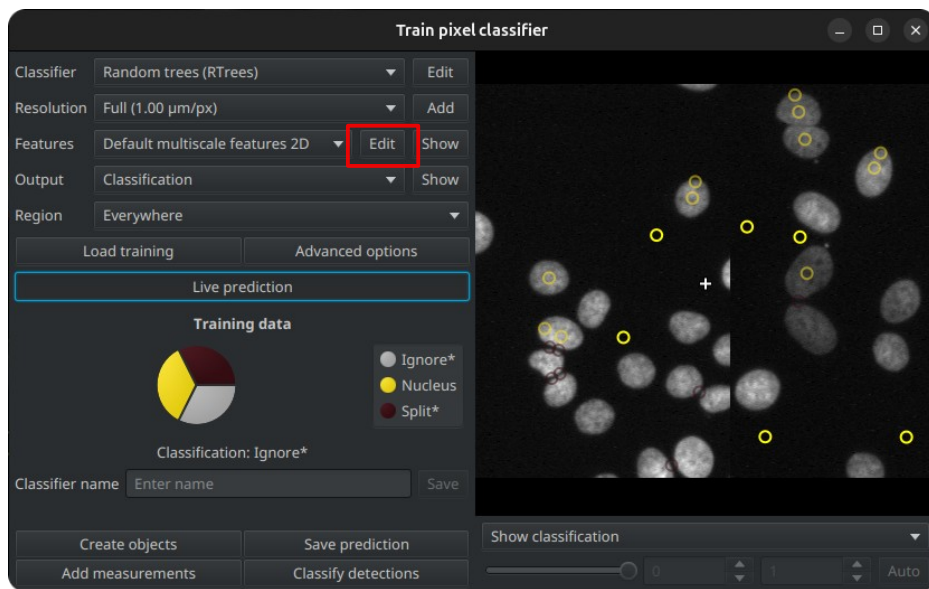 Train pixel classifier
Classifier Random trees (RTrees) Edit
Resolution Full (1.00 µm/px) Add
Features Default multiscale features 2D Edit Show
Output Classification Show
Region Everywhere
Load training Advanced options
Live prediction
Training data
Ignore*
Nucleus
Split*
Classification: Ignore*
Classifier name Enter name Save
Create objects Save prediction
Add measurements Classify detections
Show classification
0 1 Auto